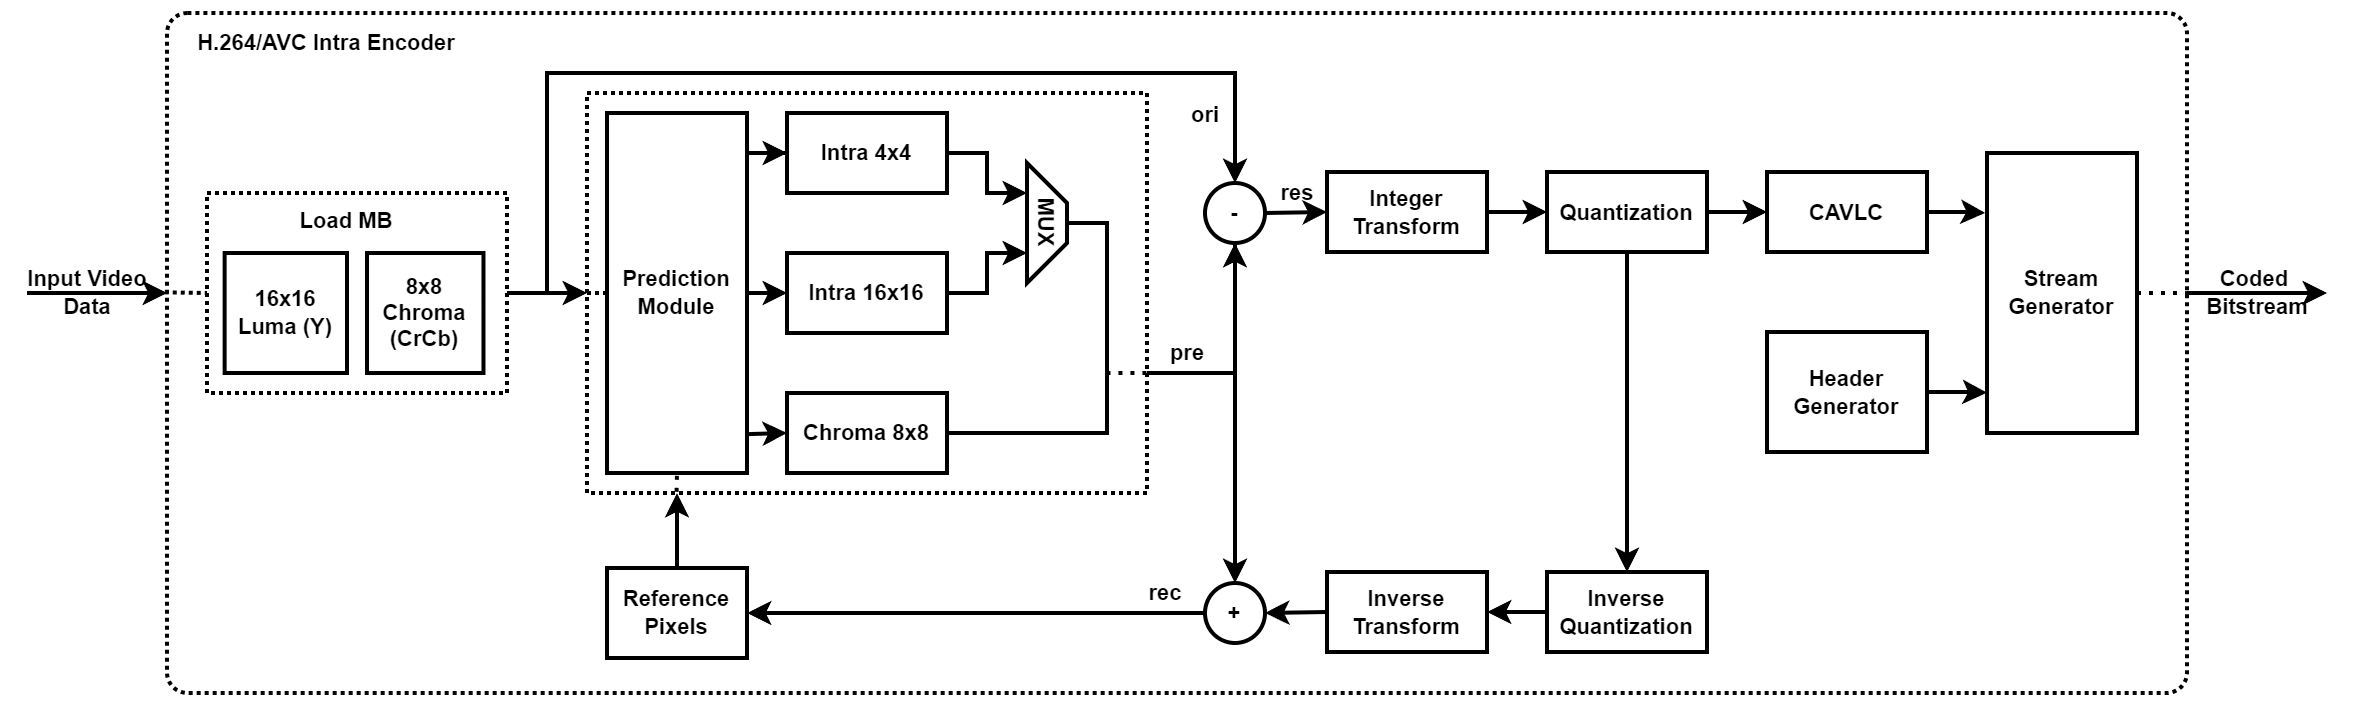 H.264/AVC Intra Encoder
Input Video
Data
Load MB
16x16
Luma (Y)
8x8
Chroma
(CrCb)
Prediction
Module
Intra 4x4
Intra 16x16
Chroma 8x8
MUX
ori
pre
-
res
Integer
Transform
Quantization
CAVLC
Header
Generator
Stream
Generator
Coded
Bitstream
Reference
Pixels
rec
+
Inverse
Transform
Inverse
Quantization